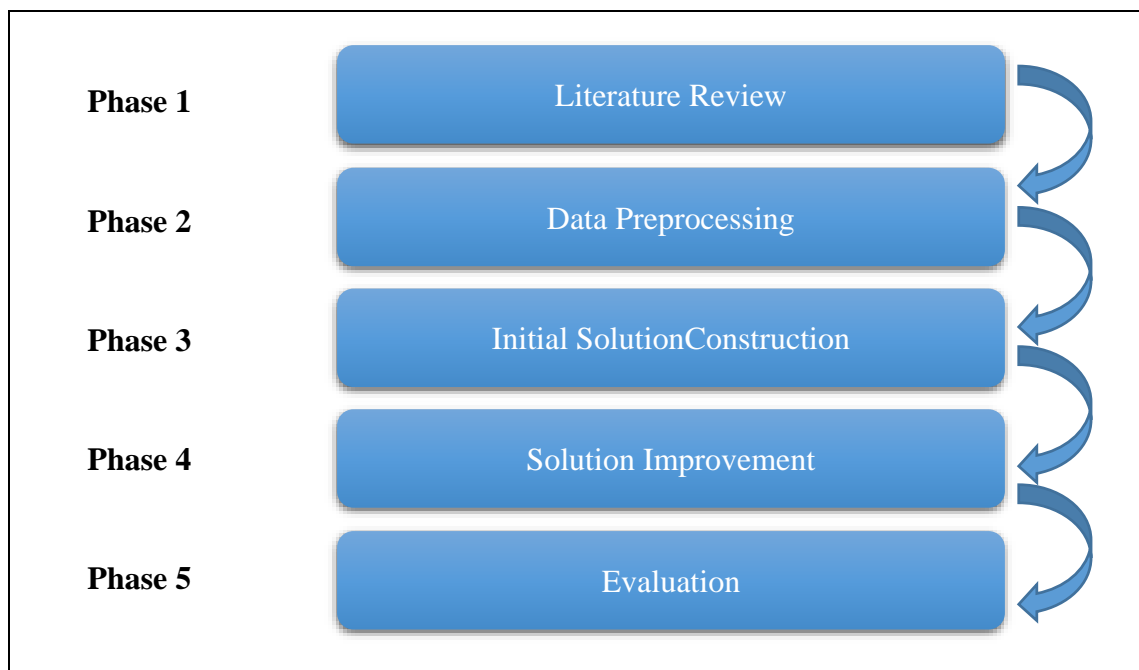 Phase 1
Literature Review
Phase 2
Data Preprocessing
Phase 3
Initial SolutionConstruction
Phase 4
Solution Improvement
Phase 5
Evaluation